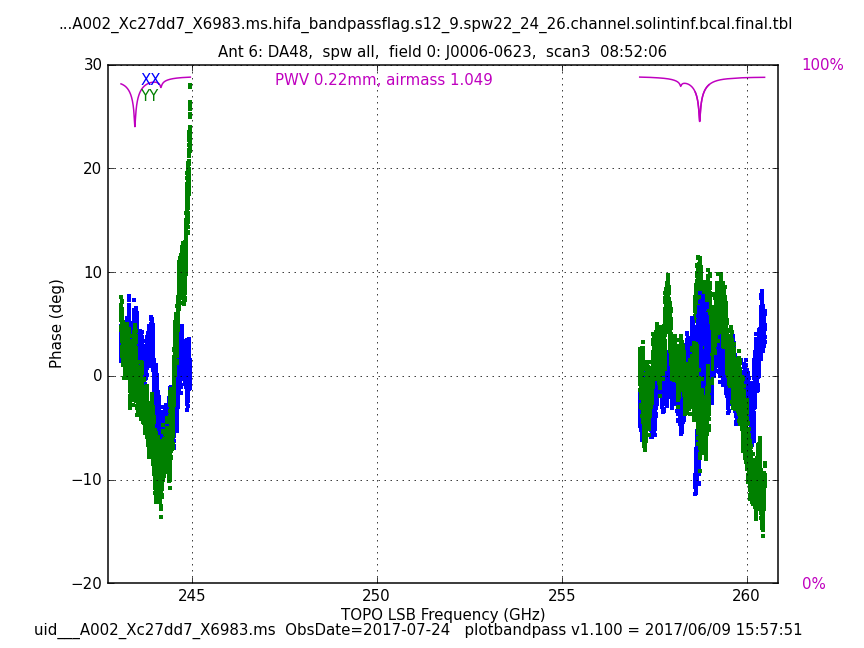 ...A002_Xc27dd7_X6983.ms.hifa_bandpassflag.s12_9.spw22_24_26.channel.solintinf.bcal.final.tbl
Ant 6: DA48,  spw all,  field 0: J0006-0623,  scan3  08:52:06
30
100%
XX
PWV 0.22mm, airmass 1.049
YY
20
10
Phase (deg)
0
−10
−20
0%
245
250
255
260
TOPO LSB Frequency (GHz)
uid___A002_Xc27dd7_X6983.ms  ObsDate=2017-07-24   plotbandpass v1.100 = 2017/06/09 15:57:51